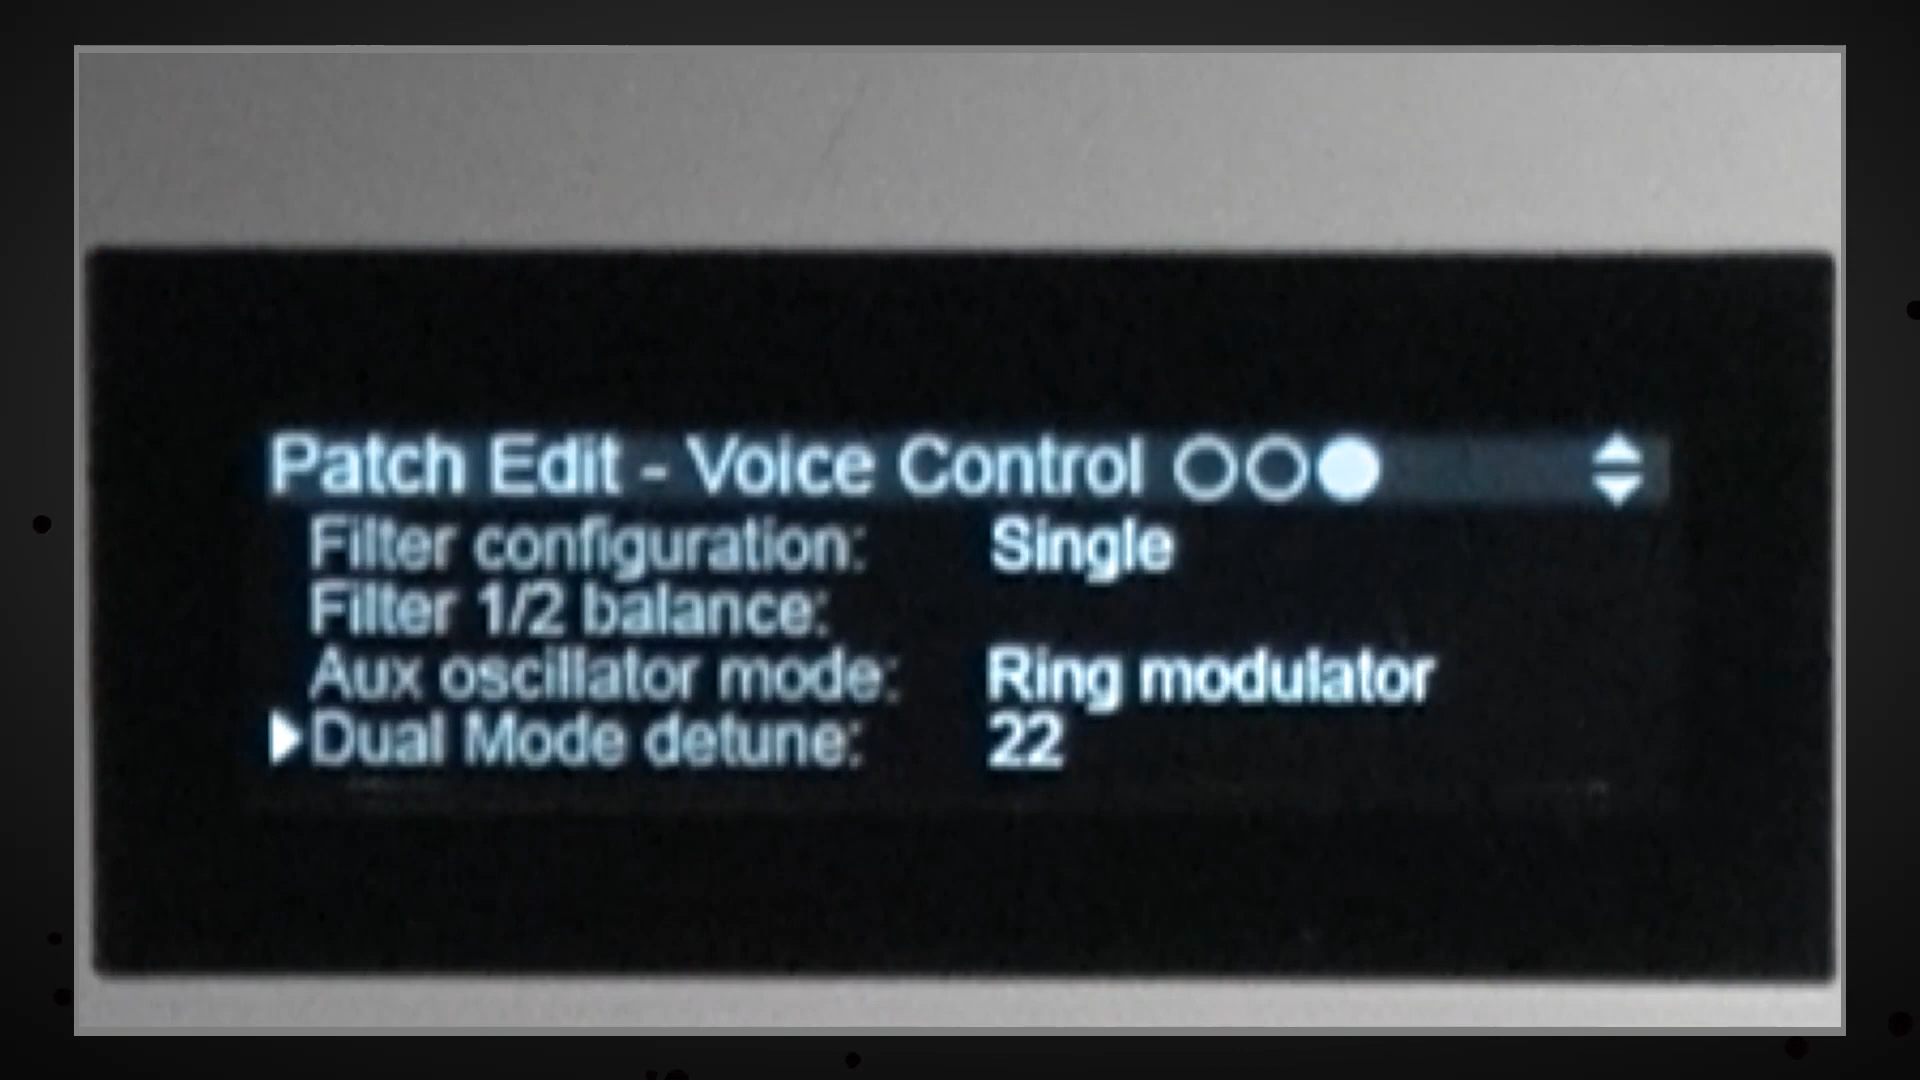 Patch Edit - Voice Control
Filter configuration: Single
Filter 1/2 balance:
Aux oscillator mode: Ring modulator
Dual Mode detune: 22